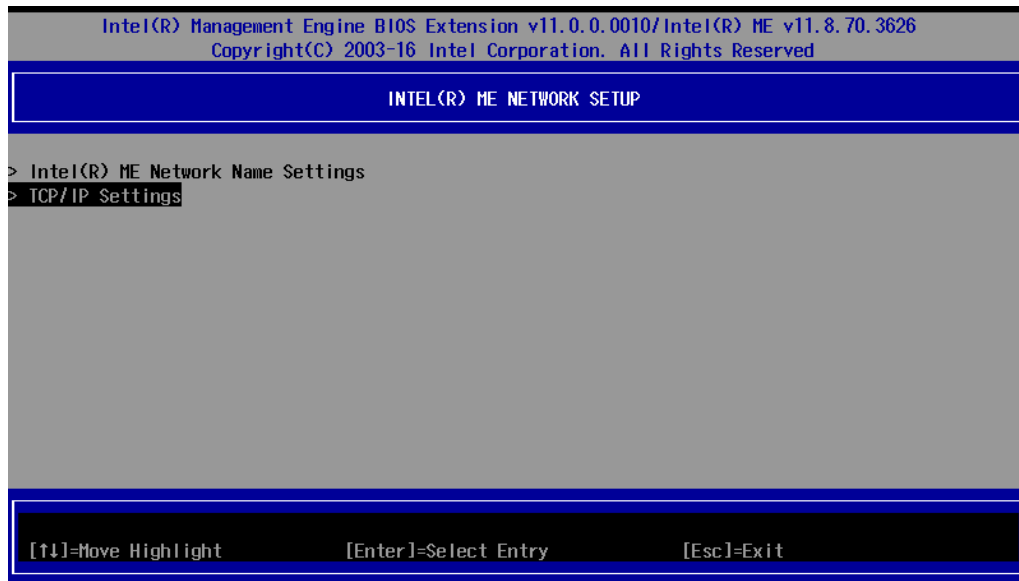 Intel(R) Management Engine BIOS Extension v11.0.0.0010/Intel(R) ME v11.8.70.3626
Copyright(C) 2003-16 Intel Corporation. All Rights Reserved
INTEL(R) ME NETWORK SETUP
> Intel(R) ME Network Name Settings
> TCP/IP Settings
[↑↓]=Move Highlight [Enter]=Select Entry [Esc]=Exit